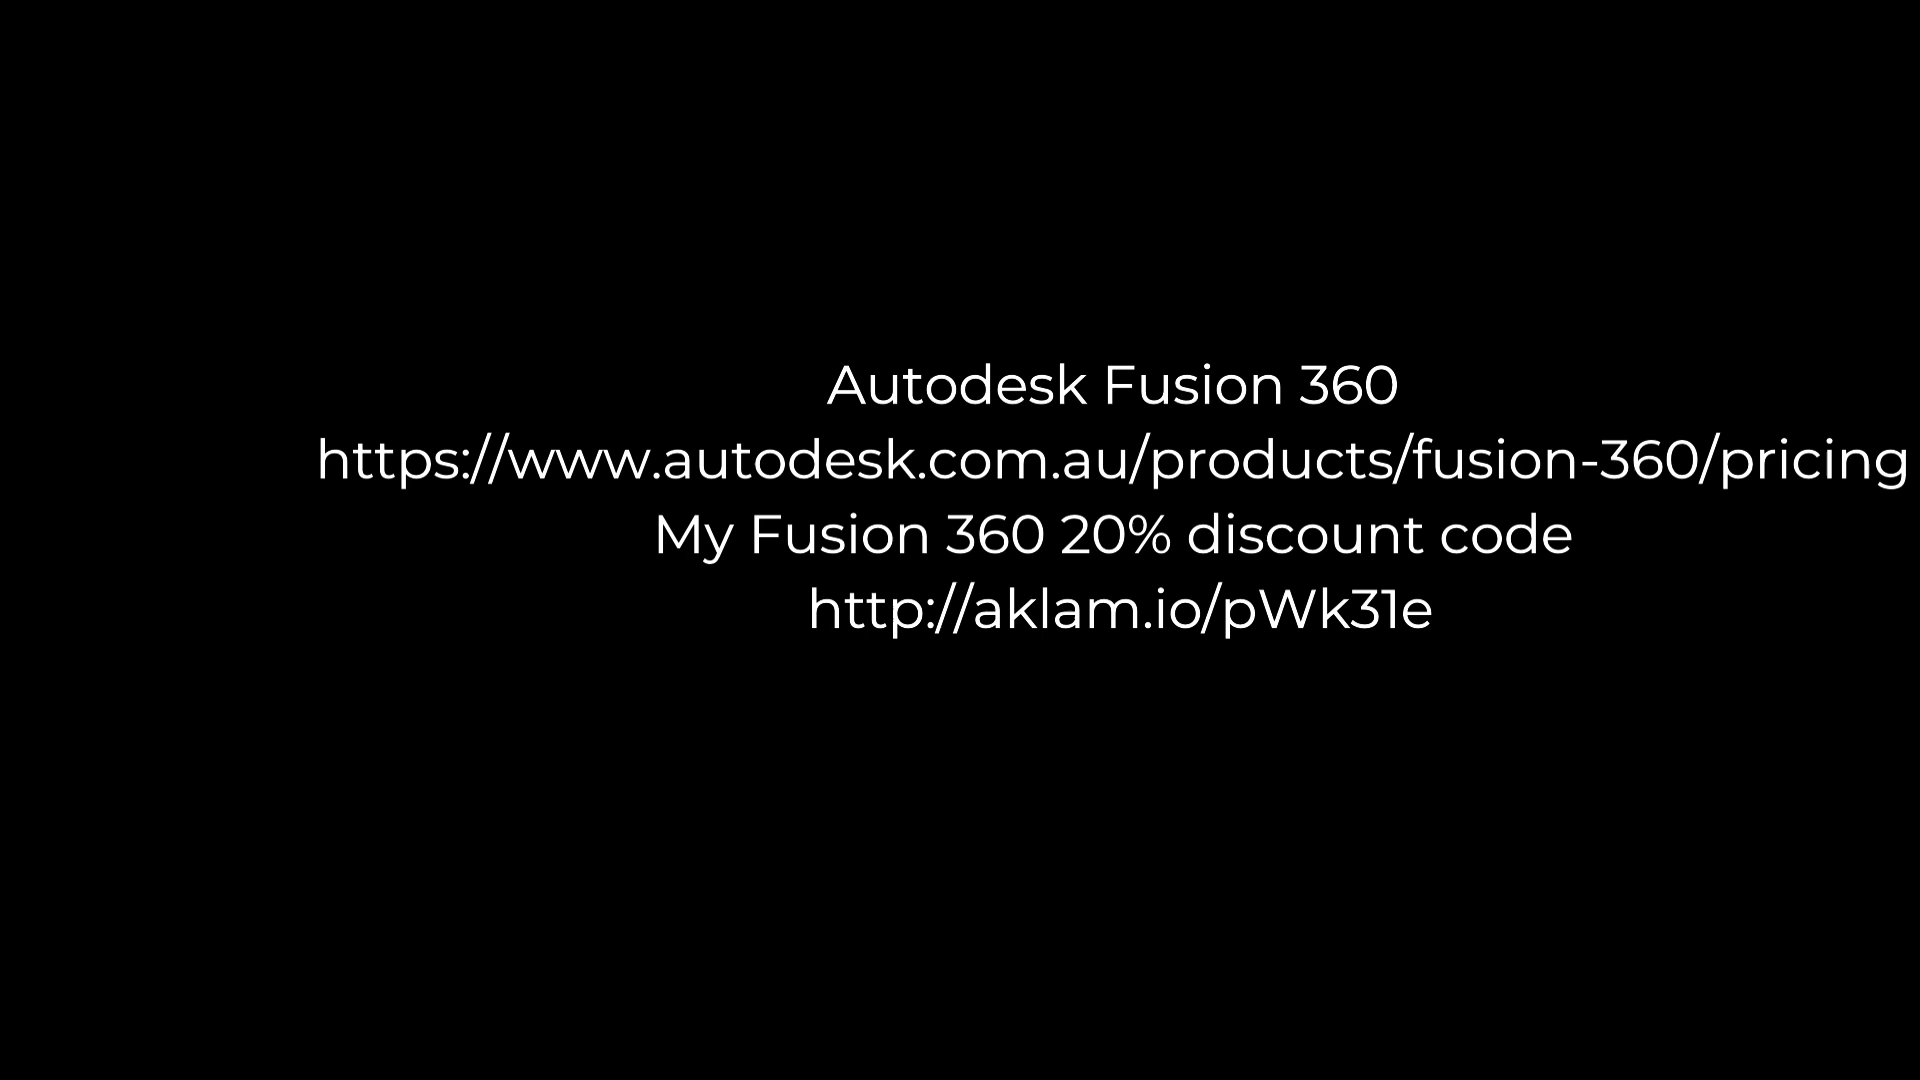 Autodesk Fusion 360
https://www.autodesk.com.au/products/fusion-360/pricing
My Fusion 360 20% discount code
http://aklam.io/pWk31e